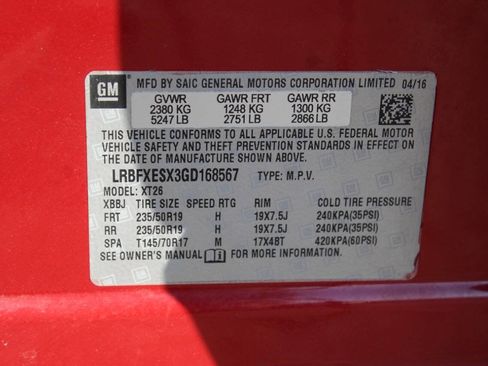 GM MFD BY SAIC GENERAL MOTORS CORPORATION LIMITED 04/16
GVWR GAWR FRT GAWR RR
2380 KG 1248 KG 1300 KG
5247 LB 2751 LB 2866 LB
THIS VEHICLE CONFORMS TO ALL APPLICABLE U.S. FEDERAL MOTOR
VEHICLE SAFETY AND THEFT PREVENTION STANDARDS IN EFFECT ON
THE DATE OF MANUFACTURE SHOWN ABOVE.
LRBFXESX3GD168567 TYPE: M.P.V.
MODEL: XT26
XBBJ TIRE SIZE SPEED RTG RIM COLD TIRE PRESSURE
FRT 235/50R19 H 19X7.5J 240KPA(35PSI)
RR 235/50R19 H 19X7.5J 240KPA(35PSI)
SPA T145/70R17 M 17X4BT 420KPA(60PSI)
SEE OWNER'S MANUAL FOR MORE INFORMATION.